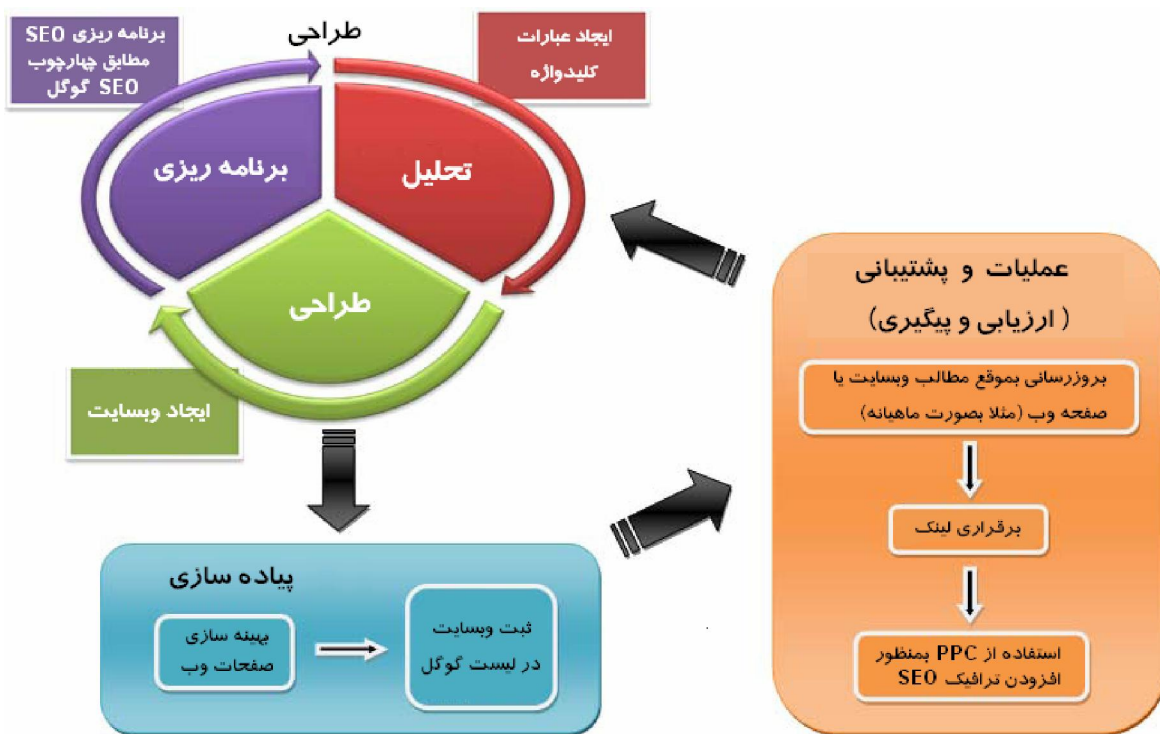 طراحی
برنامه ریزی SEO
مطابق چهارچوب
SEO گوگل
ایجاد عبارات
کلیدواژه
برنامه ریزی
تحلیل
طراحی
ایجاد وبسایت
عملیات و پشتیبانی
( ارزیابی و پیگیری)
بروزرسانی بموقع مطالب وبسایت یا
صفحه وب (مثلا بصورت ماهیانه)
برقراری لینک
استفاده از PPC بمنظور
افزودن ترافیک SEO
پیاده سازی
بهینه سازی
صفحات وب
ثبت وبسایت
در لیست گوگل